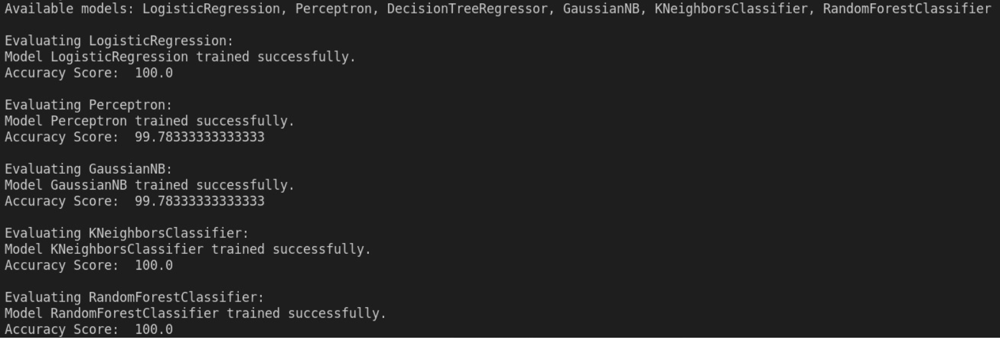 Available models: LogisticRegression, Perceptron, DecisionTreeRegressor, GaussianNB, KNeighborsClassifier, RandomForestClassifier
Evaluating LogisticRegression:
Model LogisticRegression trained successfully.
Accuracy Score:  100.0
Evaluating Perceptron:
Model Perceptron trained successfully.
Accuracy Score:  99.78333333333333
Evaluating GaussianNB:
Model GaussianNB trained successfully.
Accuracy Score:  99.78333333333333
Evaluating KNeighborsClassifier:
Model KNeighborsClassifier trained successfully.
Accuracy Score:  100.0
Evaluating RandomForestClassifier:
Model RandomForestClassifier trained successfully.
Accuracy Score:  100.0